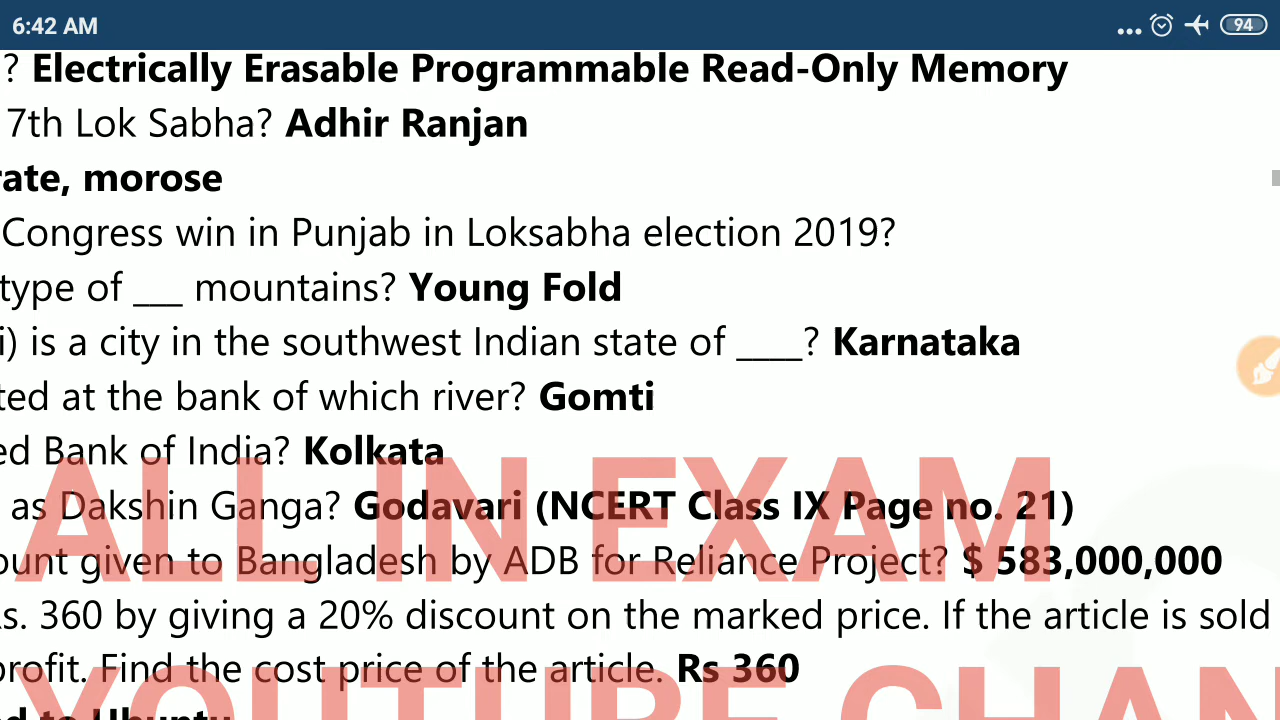 6:42 AM
94
? Electrically Erasable Programmable Read-Only Memory
7th Lok Sabha? Adhir Ranjan
rate, morose
Congress win in Punjab in Loksabha election 2019?
type of ___ mountains? Young Fold
i) is a city in the southwest Indian state of ____? Karnataka
ted at the bank of which river? Gomti
ed Bank of India? Kolkata
as Dakshin Ganga? Godavari (NCERT Class IX Page no. 21)
ount given to Bangladesh by ADB for Reliance Project? $ 583,000,000
s. 360 by giving a 20% discount on the marked price. If the article is sold
profit. Find the cost price of the article. Rs 360
d to Ubuntu
ALL IN EXAM
YOUTUBE CHAN